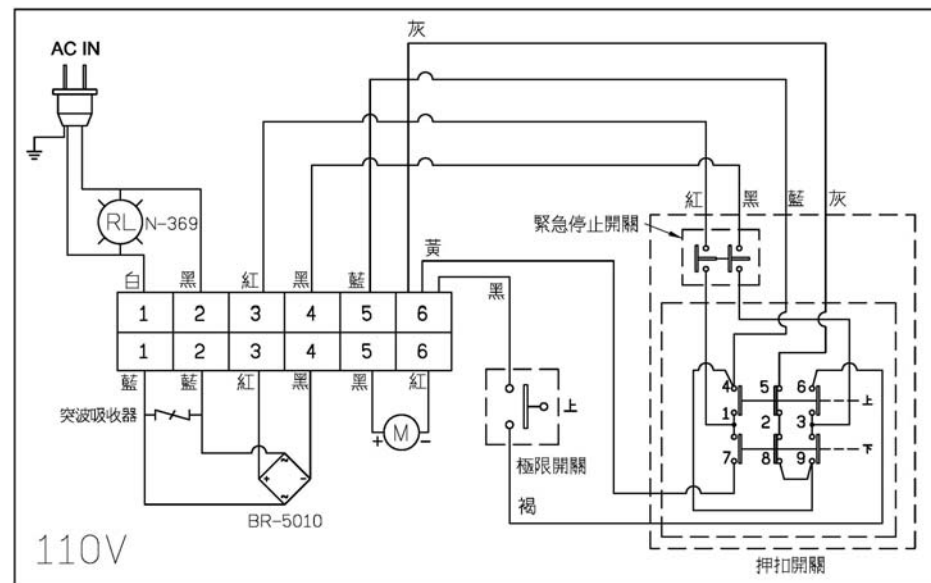 灰
AC IN
RL N-369
紅 黑 藍 灰
緊急停止開關
黃
白 黑 紅 黑 藍
黑
1 2 3 4 5 6
1 2 3 4 5 6
藍 藍 紅 黑 黑 紅
突波吸收器
+ M -
上
4 5 6
上
1 2 3
下
7 8 9
極限開關
~
+ -
~
褐
BR-5010
110V
押扣開關